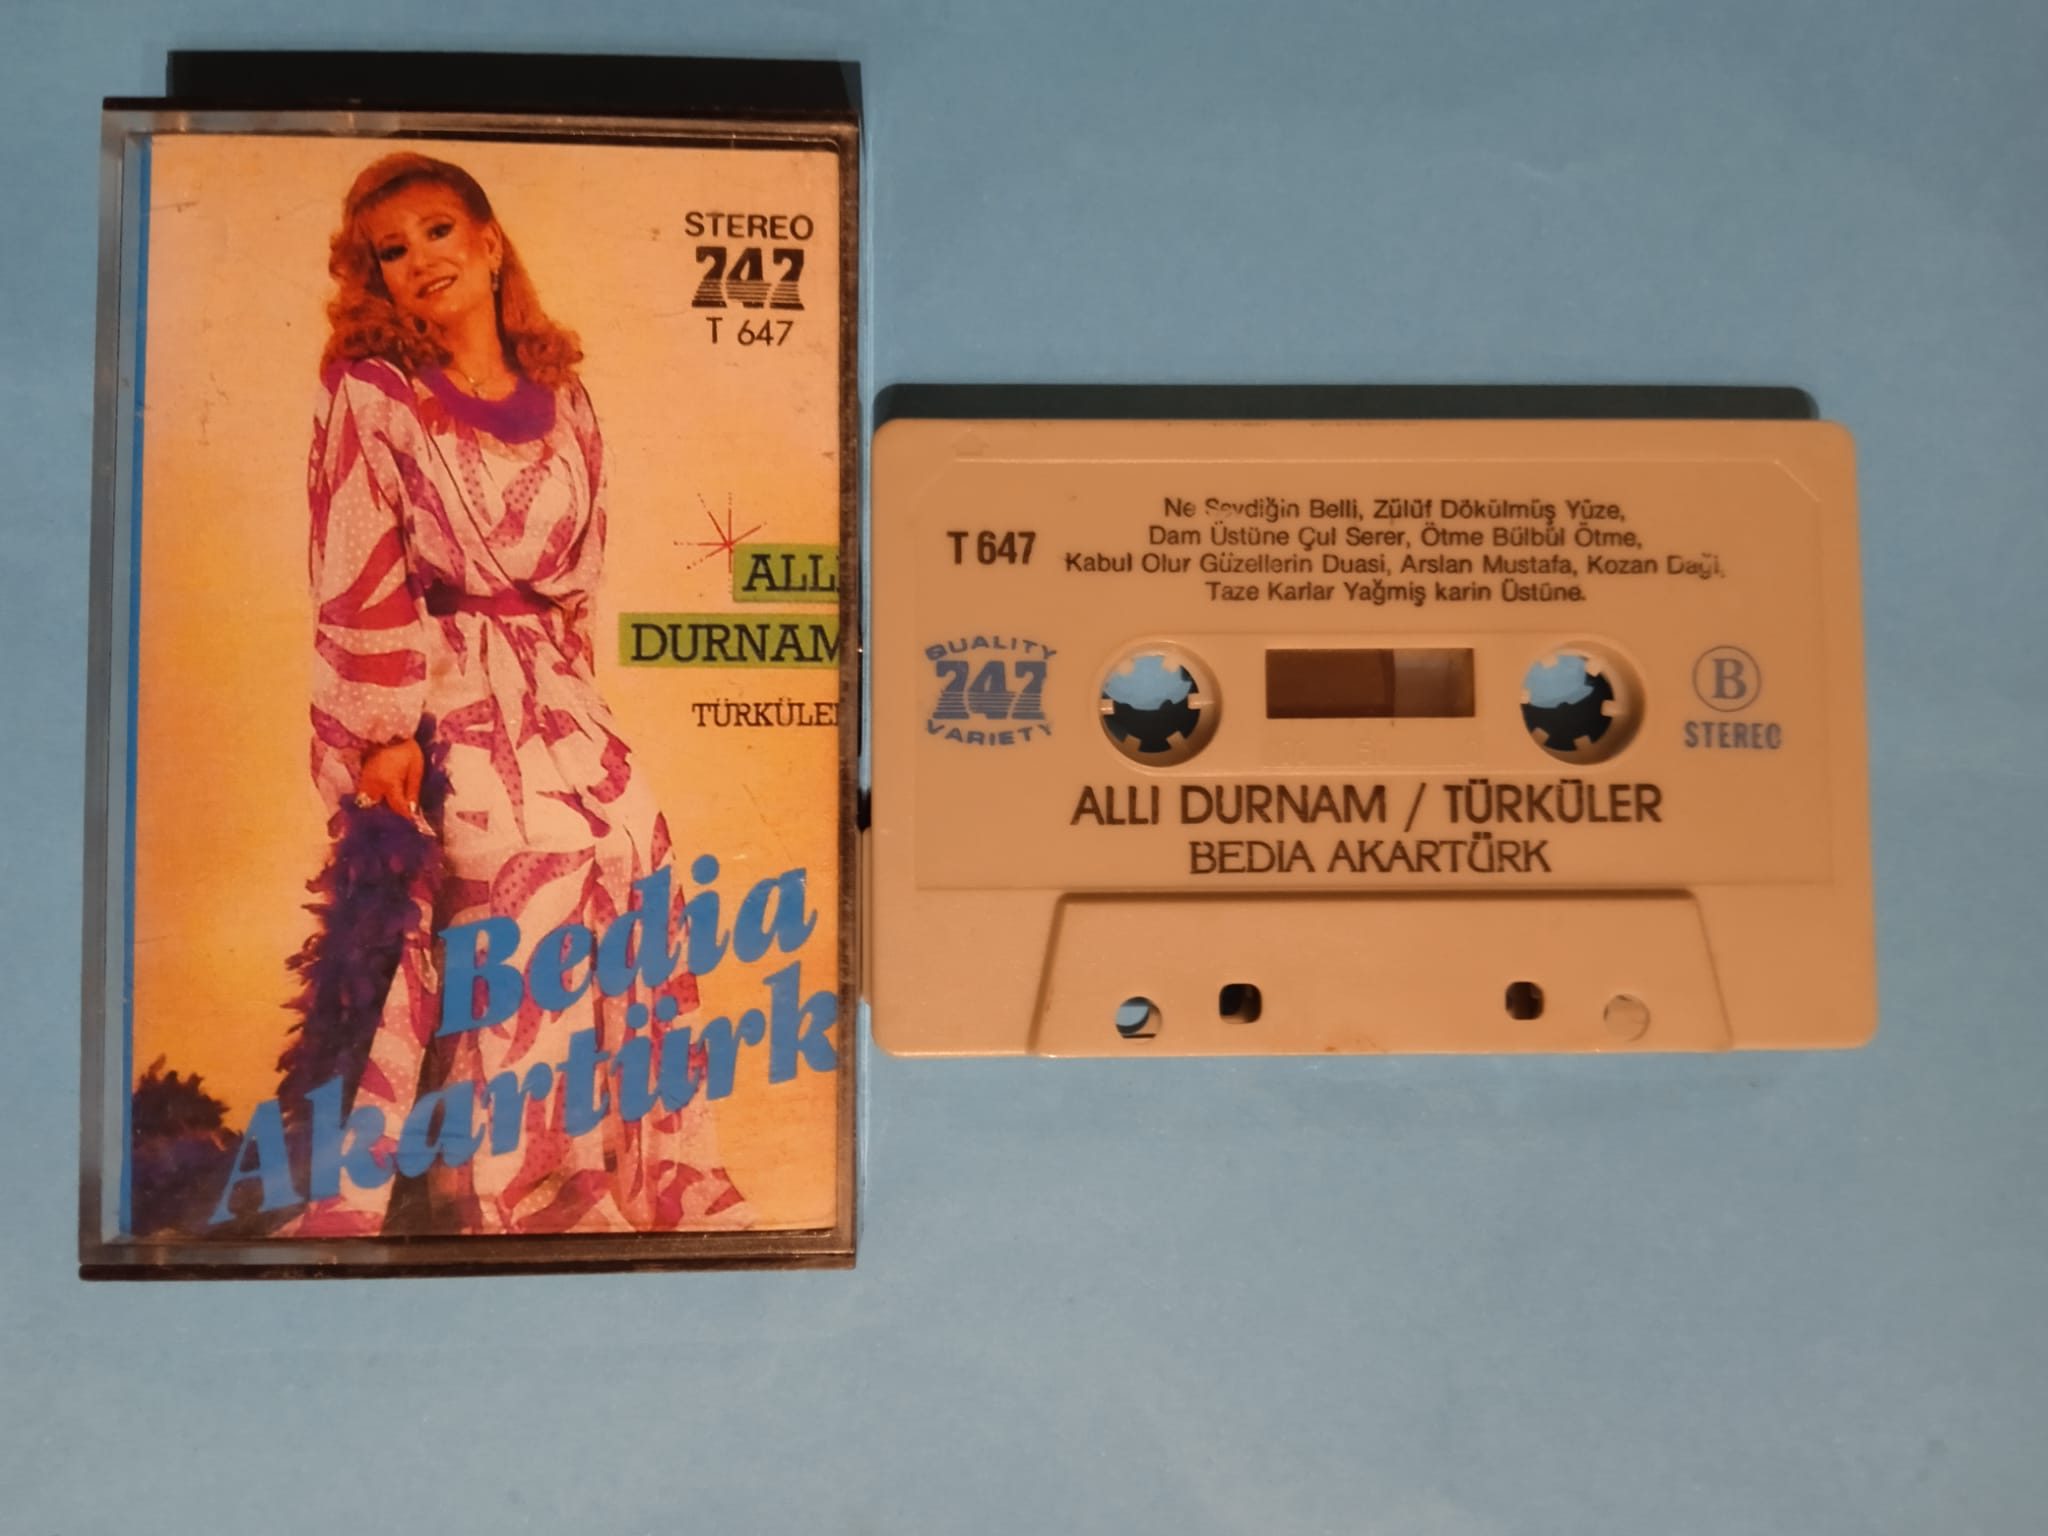 STEREO
747
T 647
ALLI
DURNAM
TÜRKÜLER
Bedia
Akartürk
Ne Sevdiğin Belli, Zülüf Dökülmüş Yüze,
Dam Üstüne Çul Serer, Ötme Bülbül Ötme,
T 647
Kabul Olur Güzellerin Duasi, Arslan Mustafa, Kozan Daği,
Taze Karlar Yağmiş karin Üstüne.
QUALITY
747
VARIETY
B
STEREO
ALLI DURNAM / TÜRKÜLER
BEDIA AKARTÜRK